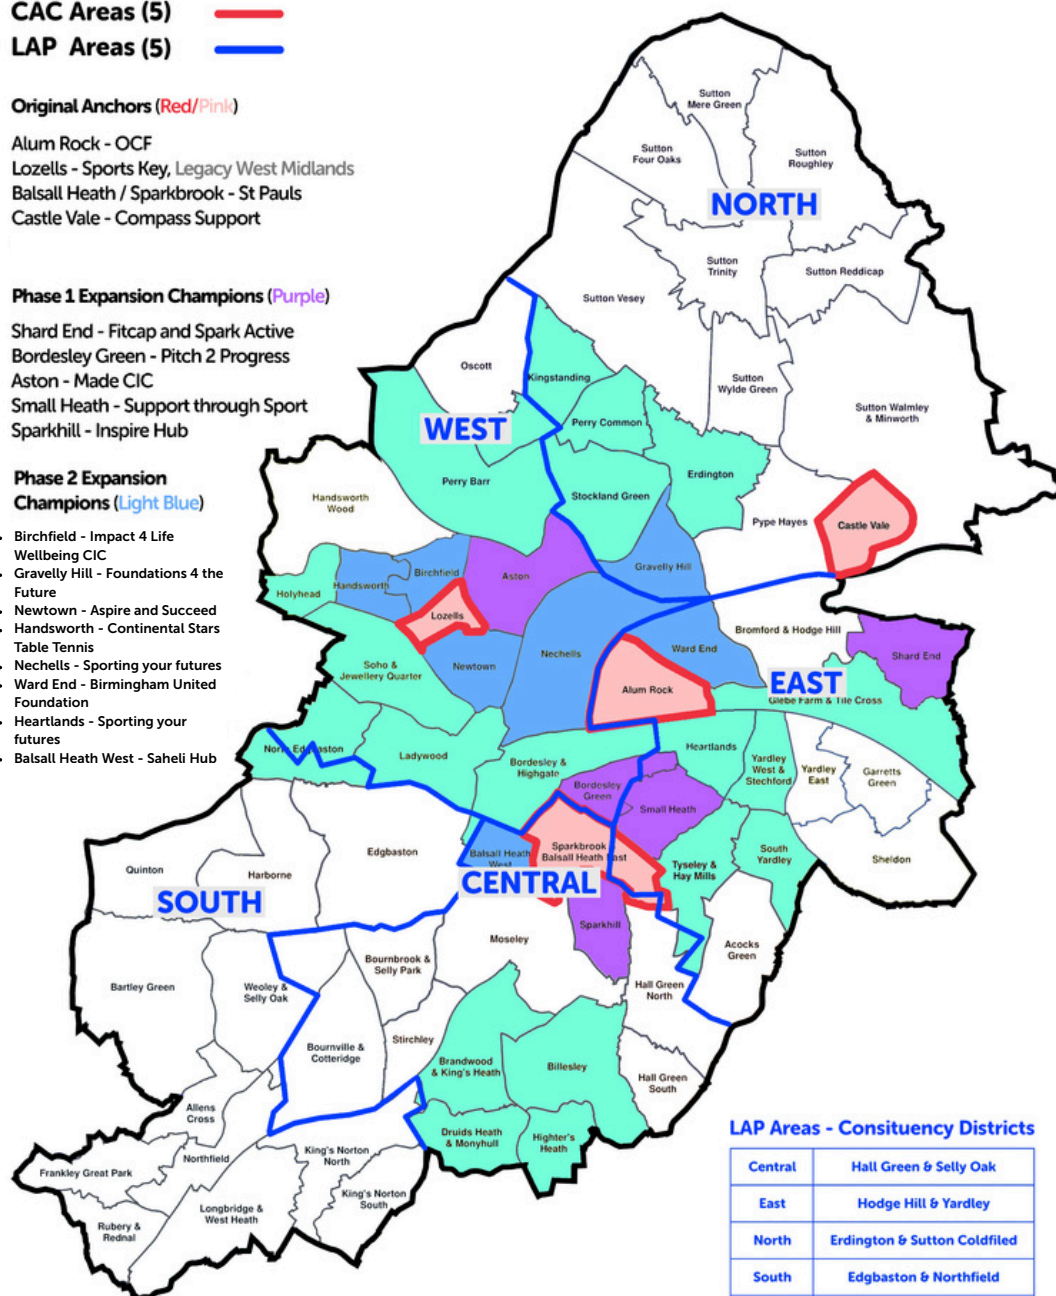 CAC Areas (5)
LAP Areas (5)
Original Anchors (Red/Pink)
Alum Rock - OCF
Lozells - Sports Key, Legacy West Midlands
Balsall Heath / Sparkbrook - St Pauls
Castle Vale - Compass Support
Phase 1 Expansion Champions (Purple)
Shard End - Fitcap and Spark Active
Bordesley Green - Pitch 2 Progress
Aston - Made CIC
Small Heath - Support through Sport
Sparkhill - Inspire Hub
Phase 2 Expansion
Champions (Light Blue)
Birchfield - Impact 4 Life
Wellbeing CIC
Gravelly Hill - Foundations 4 the
Future
Newtown - Aspire and Succeed
Handsworth - Continental Stars
Table Tennis
Nechells - Sporting your futures
Ward End - Birmingham United
Foundation
Heartlands - Sporting your
futures
Balsall Heath West - Saheli Hub
Sutton
Mere Green
Sutton
Four Oaks
Sutton
Roughley
NORTH
Sutton
Trinity
Sutton Reddicap
Sutton Vesey
Oscott
Kingstanding
Sutton
Wylde Green
Sutton Walmley
& Minworth
WEST
Perry Common
Perry Barr
Erdington
Stockland Green
Handsworth
Wood
Pype Hayes
Castle Vale
Gravelly Hill
Birchfield
Aston
Handsworth
Holyhead
Lozells
Bromford & Hodge Hill
Ward End
Nechells
Shard End
Soho &
Jewellery Quarter
Newtown
Alum Rock
EAST
Glebe Farm & Tile Cross
North Edgbaston
Ladywood
Heartlands
Bordesley &
Highgate
Yardley
West &
Stechford
Yardley
East
Garretts
Green
Bordesley
Green
Small Heath
Edgbaston
Balsall Heath
West
Sparkbrook
Balsall Heath East
South
Yardley
Sheldon
Quinton
Harborne
Tyseley &
Hay Mills
CENTRAL
SOUTH
Sparkhill
Moseley
Acocks
Green
Bournbrook &
Selly Park
Bartley Green
Weoley &
Selly Oak
Hall Green
North
Stirchley
Bournville &
Cotteridge
Brandwood
& King's Heath
Billesley
Hall Green
South
Allens
Cross
Druids Heath
& Monyhull
Highter's
Heath
Northfield
King's Norton
North
Frankley Great Park
King's Norton
South
Longbridge &
West Heath
Rubery &
Rednal
LAP Areas - Consituency Districts
Central Hall Green & Selly Oak
East Hodge Hill & Yardley
North Erdington & Sutton Coldfiled
South Edgbaston & Northfield